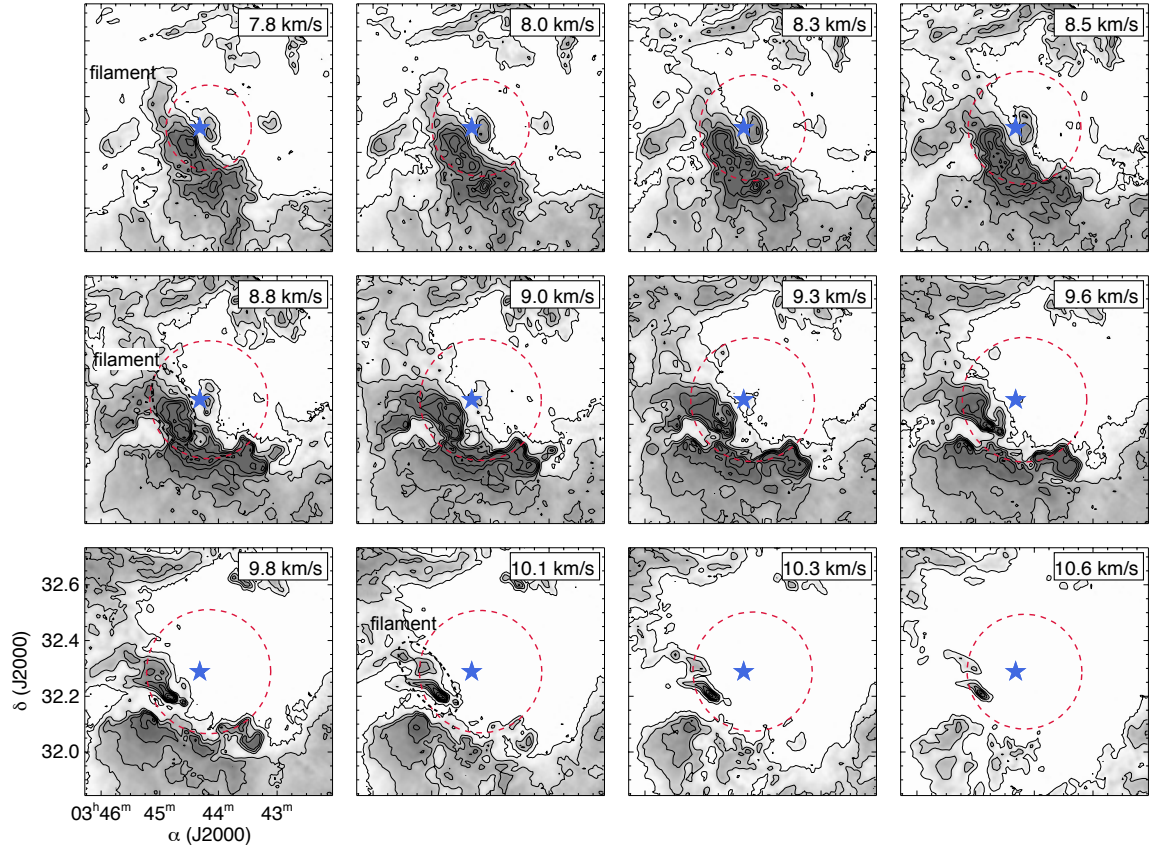 7.8 km/s
8.0 km/s
8.3 km/s
8.5 km/s
filament
8.8 km/s
9.0 km/s
9.3 km/s
9.6 km/s
filament
9.8 km/s
10.1 km/s
10.3 km/s
10.6 km/s
filament
32.6
32.4
32.2
32.0
δ (J2000)
03ʰ46ᵐ 45ᵐ 44ᵐ 43ᵐ
α (J2000)